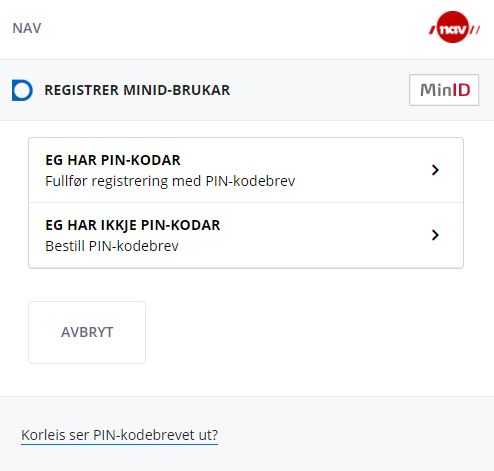 NAV
nav
REGISTRER MINID-BRUKAR
MinID
EG HAR PIN-KODAR
Fullfør registrering med PIN-kodebrev
EG HAR IKKJE PIN-KODAR
Bestill PIN-kodebrev
AVBRYT
Korleis ser PIN-kodebrevet ut?